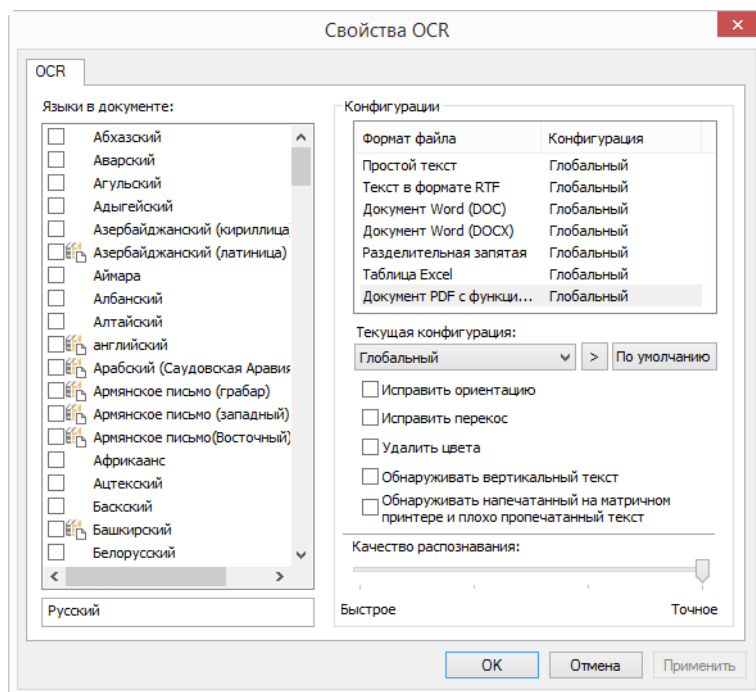 Свойства OCR
OCR
Языки в документе:
Абхазский
Аварский
Агульский
Адыгейский
Азербайджанский (кириллица
Азербайджанский (латиница)
Аймара
Албанский
Алтайский
английский
Арабский (Саудовская Аравия
Армянское письмо (грабар)
Армянское письмо (западный)
Армянское письмо(Восточный)
Африкаанс
Ацтекский
Баскский
Башкирский
Белорусский
Русский
Конфигурации
Формат файла Конфигурация
Простой текст Глобальный
Текст в формате RTF Глобальный
Документ Word (DOC) Глобальный
Документ Word (DOCX) Глобальный
Разделительная запятая Глобальный
Таблица Excel Глобальный
Документ PDF с функци... Глобальный
Текущая конфигурация:
Глобальный > По умолчанию
Исправить ориентацию
Исправить перекос
Удалить цвета
Обнаруживать вертикальный текст
Обнаруживать напечатанный на матричном
принтере и плохо пропечатанный текст
Качество распознавания:
Быстрое Точное
OK Отмена Применить